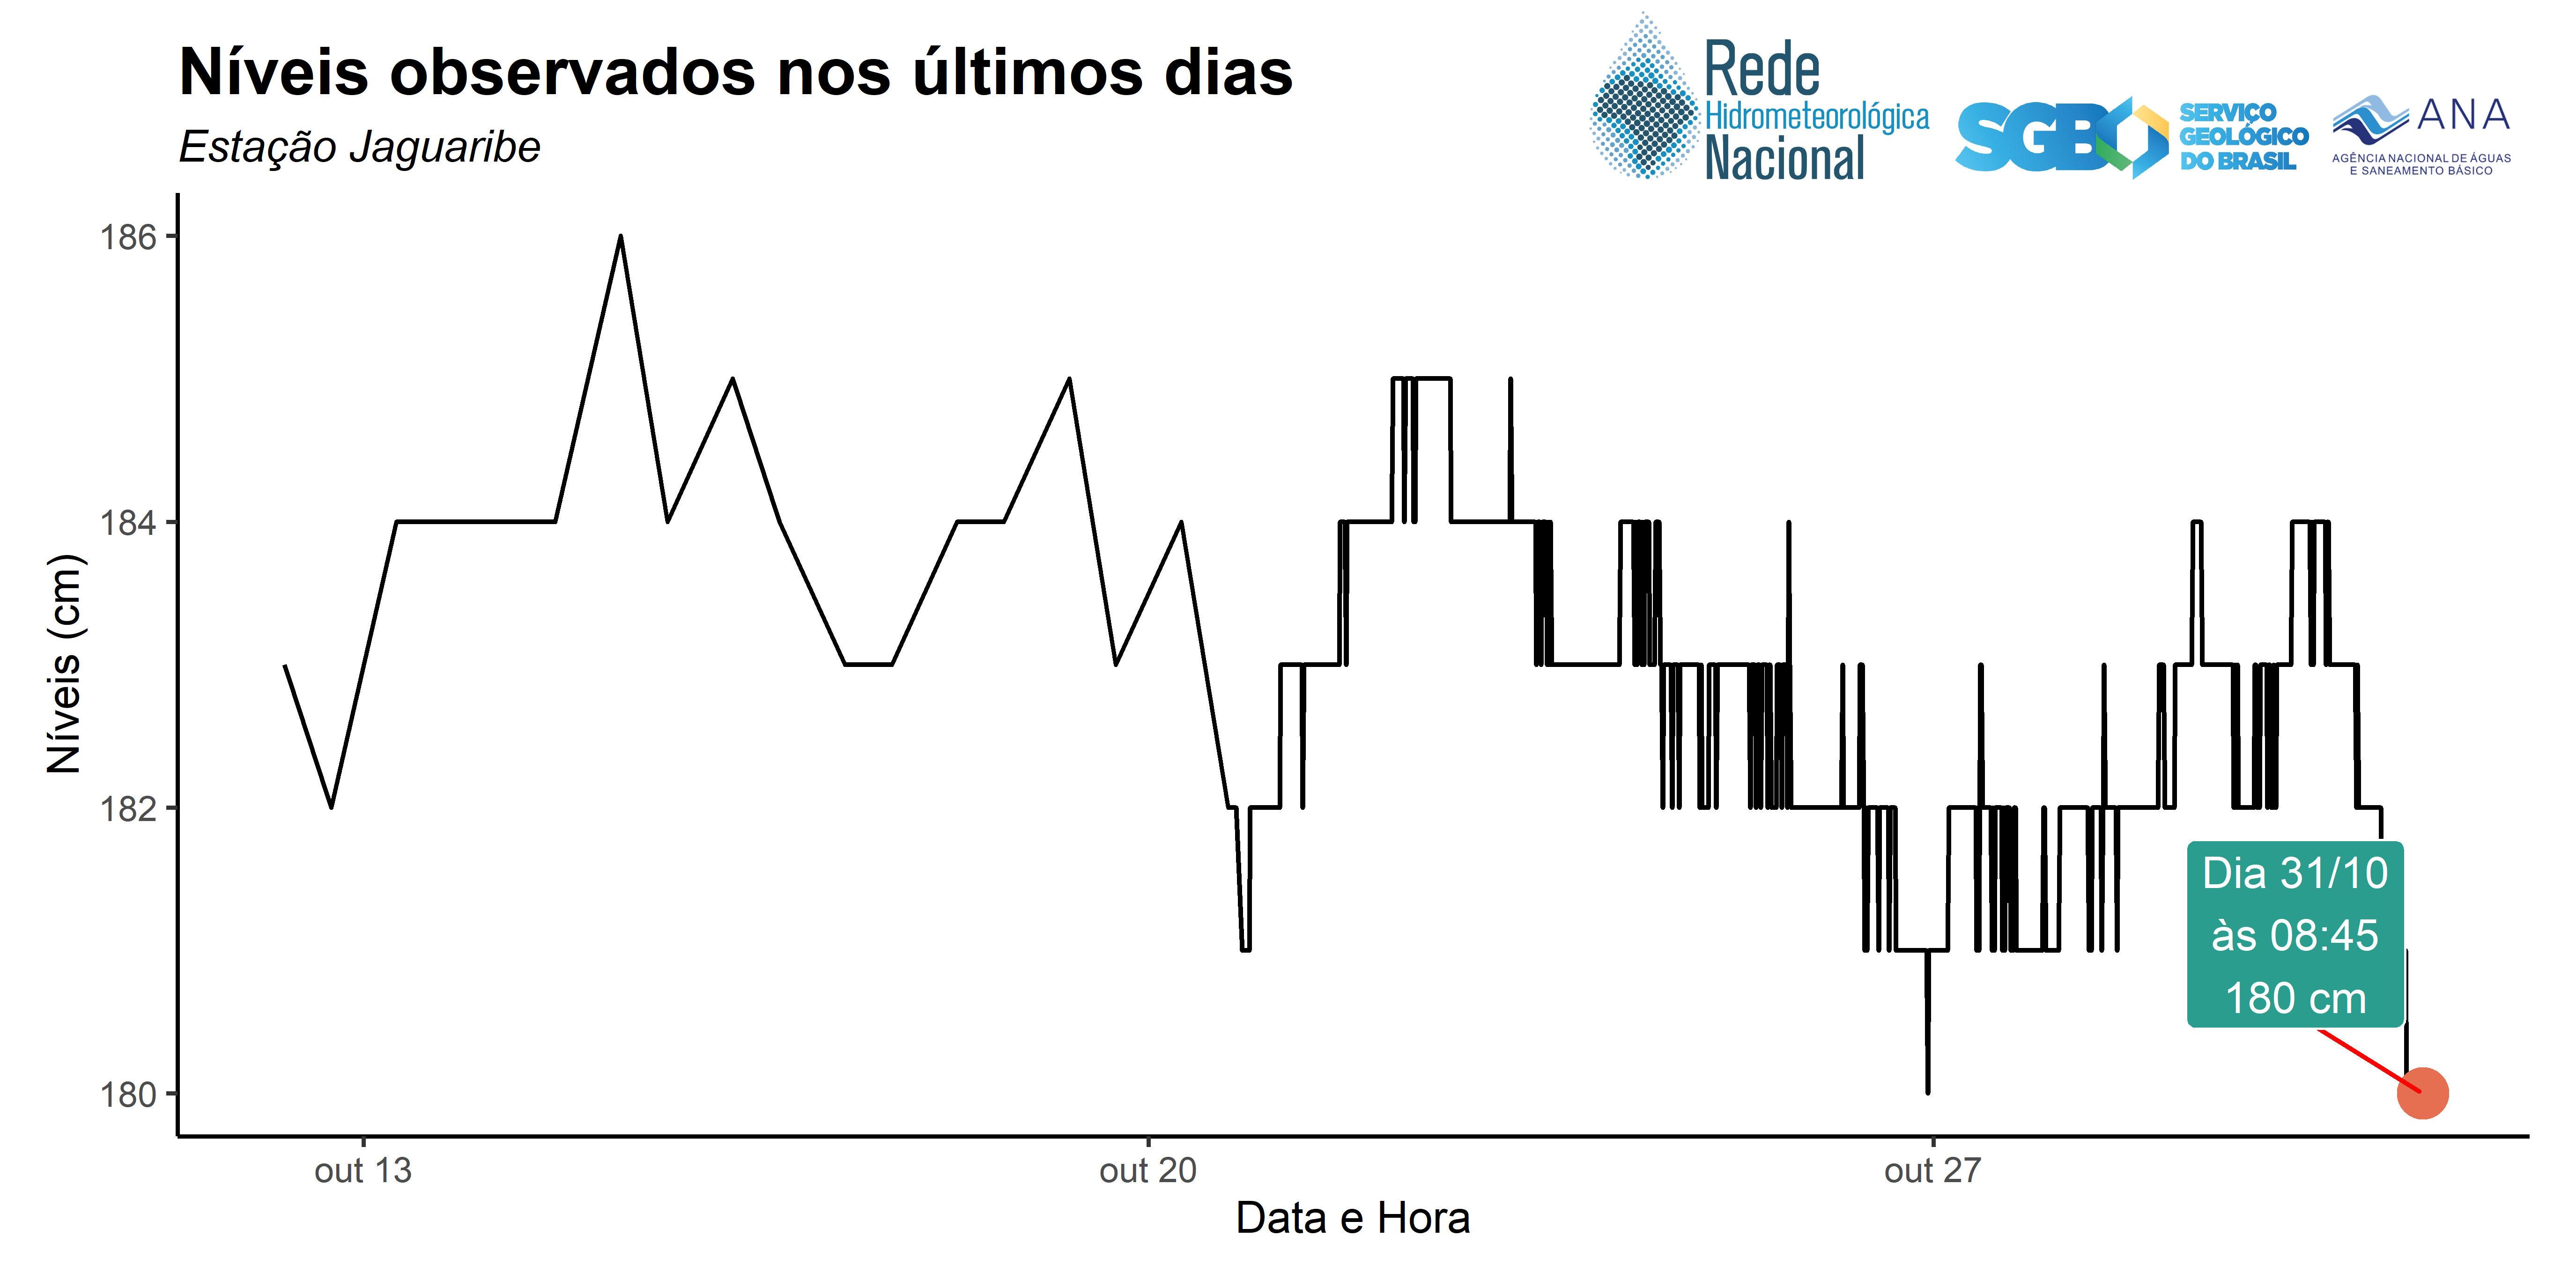 Níveis observados nos últimos dias
Estação Jaguaribe
Rede
Hidrometeorológica
Nacional
SGB
SERVIÇO
GEOLÓGICO
DO BRASIL
ANA
AGÊNCIA NACIONAL DE ÁGUAS
E SANEAMENTO BÁSICO
Níveis (cm)
186
184
182
180
Dia 31/10
às 08:45
180 cm
out 13
out 20
out 27
Data e Hora